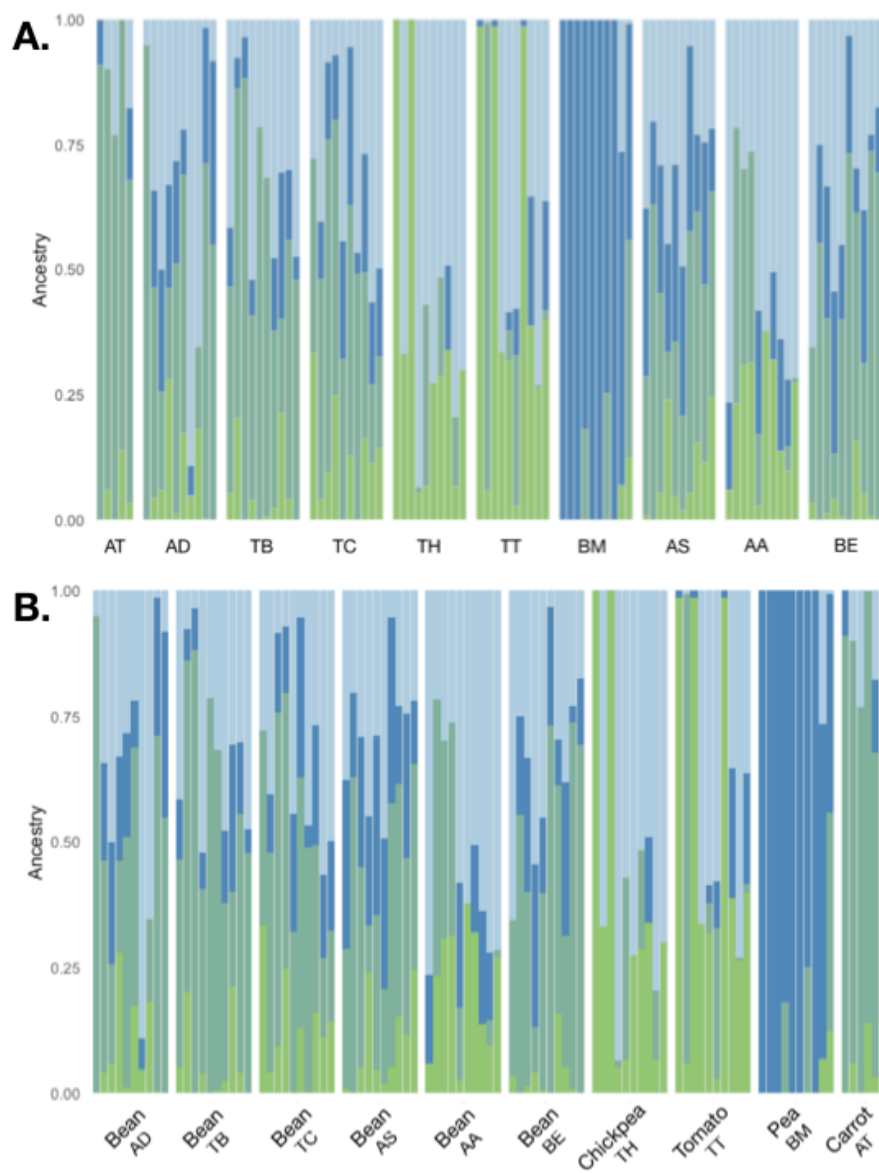 A.
1.00
0.75
Ancestry
0.50
0.25
0.00
AT AD TB TC TH TT BM AS AA BE
B.
1.00
0.75
Ancestry
0.50
0.25
0.00
Bean AD
Bean TB
Bean TC
Bean AS
Bean AA
Bean BE
Chickpea TH
Tomato TT
Pea BM
Carrot AT